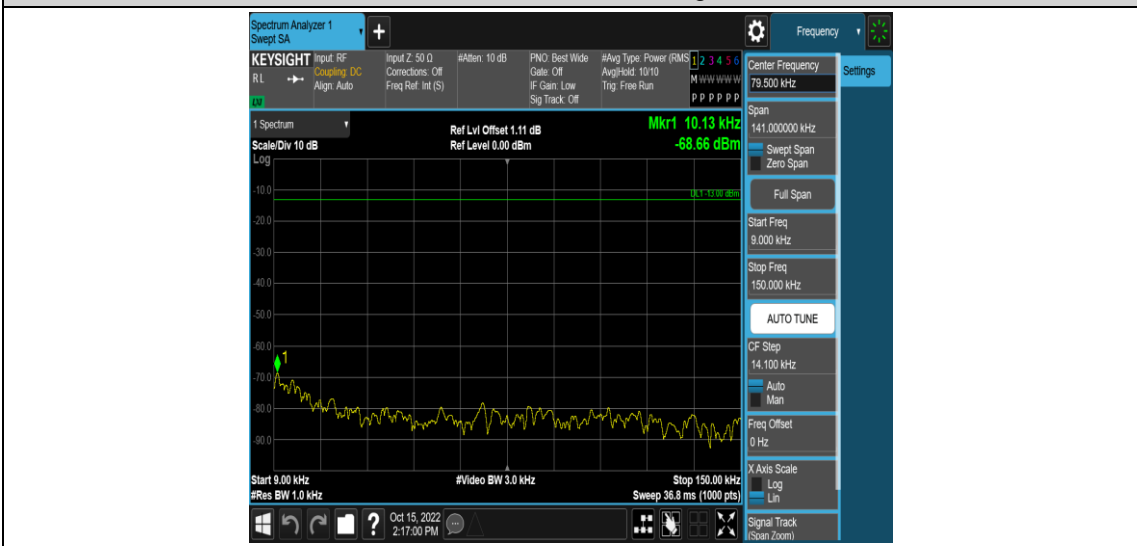 Spectrum Analyzer 1
Swept SA
+
Frequency
KEYSIGHT
RL
LXI
Input: RF
Coupling: DC
Align: Auto
Input Z: 50 Ω
Corrections: Off
Freq Ref: Int (S)
#Atten: 10 dB
PNO: Best Wide
Gate: Off
IF Gain: Low
Sig Track: Off
#Avg Type: Power (RMS
Avg|Hold: 10/10
Trig: Free Run
1 2 3 4 5 6
M W W W W W
P P P P P P
Center Frequency
79.500 kHz
Settings
1 Spectrum
Scale/Div 10 dB
Log
Ref Lvl Offset 1.11 dB
Ref Level 0.00 dBm
Mkr1 10.13 kHz
-68.66 dBm
Span
141.000000 kHz
Swept Span
Zero Span
Full Span
-10.0
DL1 -13.00 dBm
-20.0
-30.0
-40.0
-50.0
-60.0
-70.0
-80.0
-90.0
1
Start Freq
9.000 kHz
Stop Freq
150.000 kHz
AUTO TUNE
CF Step
14.100 kHz
Auto
Man
Freq Offset
0 Hz
X Axis Scale
Log
Lin
Signal Track
(Span Zoom)
Start 9.00 kHz
#Res BW 1.0 kHz
#Video BW 3.0 kHz
Stop 150.00 kHz
Sweep 36.8 ms (1000 pts)
?
Oct 15, 2022
2:17:00 PM